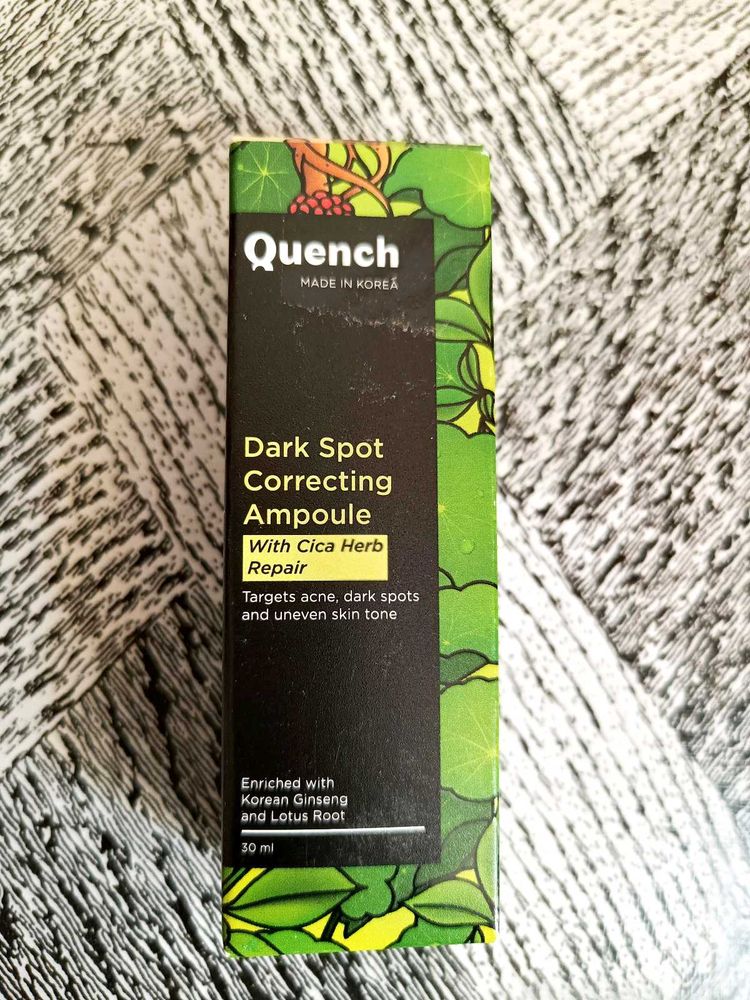 Quench
MADE IN KOREA
Dark Spot
Correcting
Ampoule
With Cica Herb
Repair
Targets acne, dark spots
and uneven skin tone
Enriched with
Korean Ginseng
and Lotus Root
30 ml